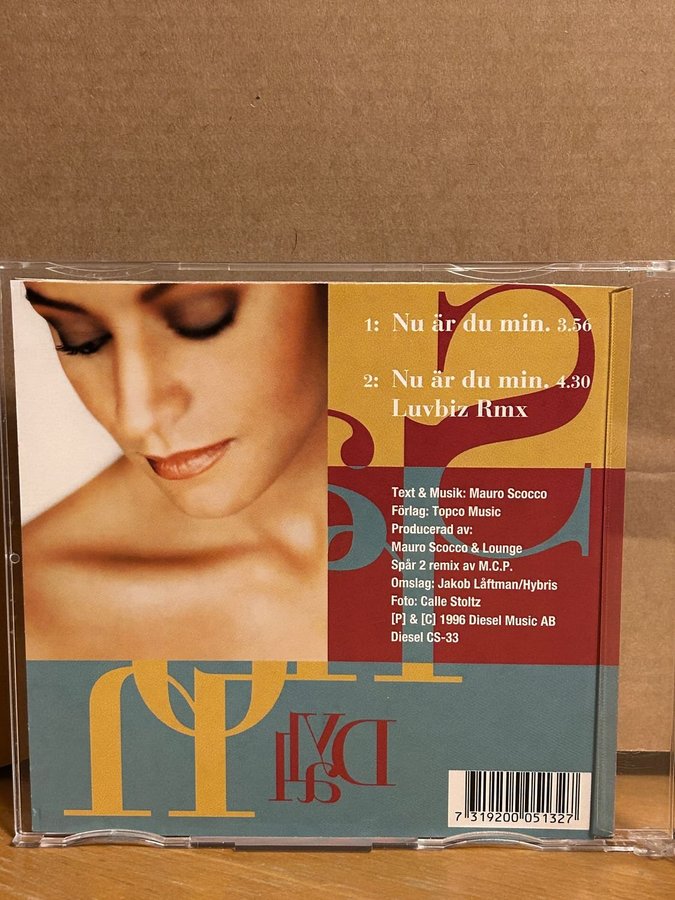 1: Nu är du min. 3.56
2: Nu är du min. 4.30
Luvbiz Rmx
Text & Musik: Mauro Scocco
Förlag: Topco Music
Producerad av:
Mauro Scocco & Lounge
Spår 2 remix av M.C.P.
Omslag: Jakob Låftman/Hybris
Foto: Calle Stoltz
[P] & [C] 1996 Diesel Music AB
Diesel CS-33
7 319200 051327